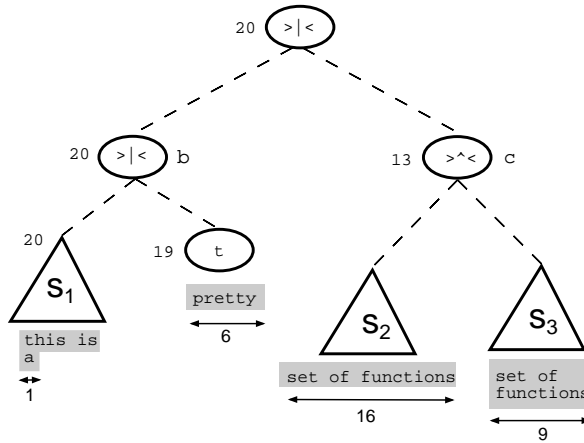 20 >|<
20 >|< b
13 >^< c
20
19 t
S1
pretty
6
S2
S3
this is
a
1
set of functions
16
set of
functions
9